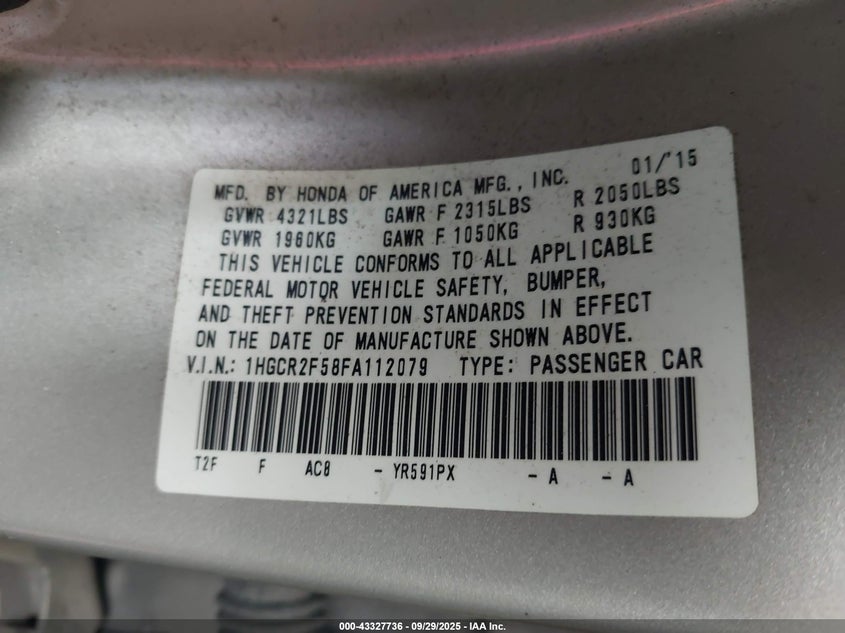 MFD. BY HONDA OF AMERICA MFG., INC. 01/'15
GVWR 4321LBS GAWR F 2315LBS R 2050LBS
GVWR 1960KG GAWR F 1050KG R 930KG
THIS VEHICLE CONFORMS TO ALL APPLICABLE
FEDERAL MOTOR VEHICLE SAFETY, BUMPER,
AND THEFT PREVENTION STANDARDS IN EFFECT
ON THE DATE OF MANUFACTURE SHOWN ABOVE.
V.I.N.: 1HGCR2F58FA112079 TYPE: PASSENGER CAR
T2F F AC8 - YR591PX - A - A
000-43327736 - 09/29/2025 - IAA Inc.